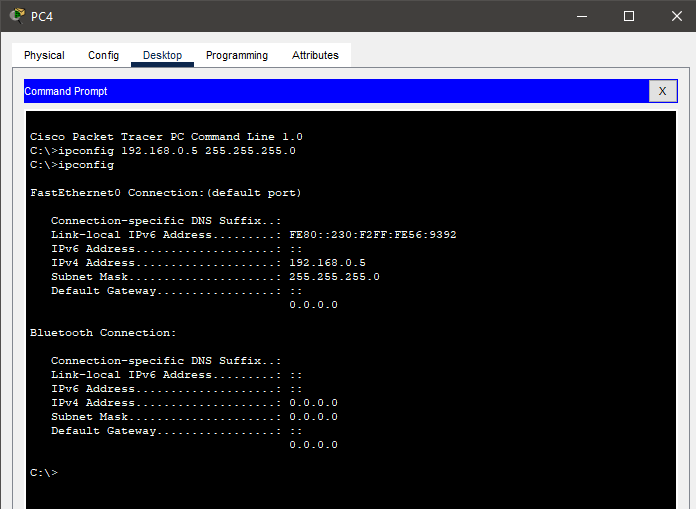 PC4
Physical Config Desktop Programming Attributes
Command Prompt X
Cisco Packet Tracer PC Command Line 1.0
C:\>ipconfig 192.168.0.5 255.255.255.0
C:\>ipconfig
FastEthernet0 Connection:(default port)
Connection-specific DNS Suffix..:
Link-local IPv6 Address.........: FE80::230:F2FF:FE56:9392
IPv6 Address....................: ::
IPv4 Address....................: 192.168.0.5
Subnet Mask.....................: 255.255.255.0
Default Gateway.................: ::
0.0.0.0
Bluetooth Connection:
Connection-specific DNS Suffix..:
Link-local IPv6 Address.........: ::
IPv6 Address....................: ::
IPv4 Address....................: 0.0.0.0
Subnet Mask.....................: 0.0.0.0
Default Gateway.................: ::
0.0.0.0
C:\>